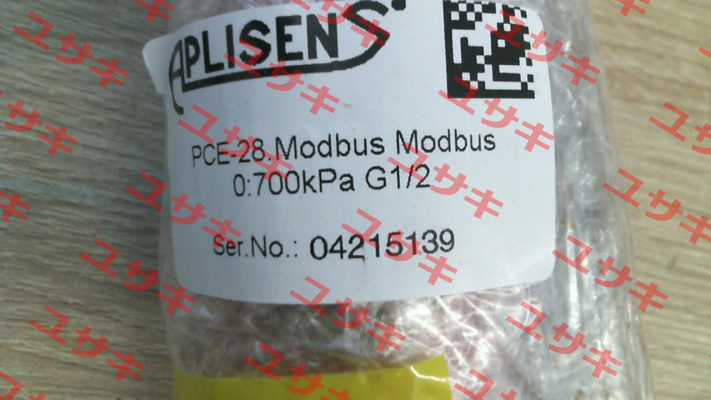 APLISENS
PCE-28.Modbus Modbus
0:700kPa G1/2
Ser.No.: 04215139
ユサキ